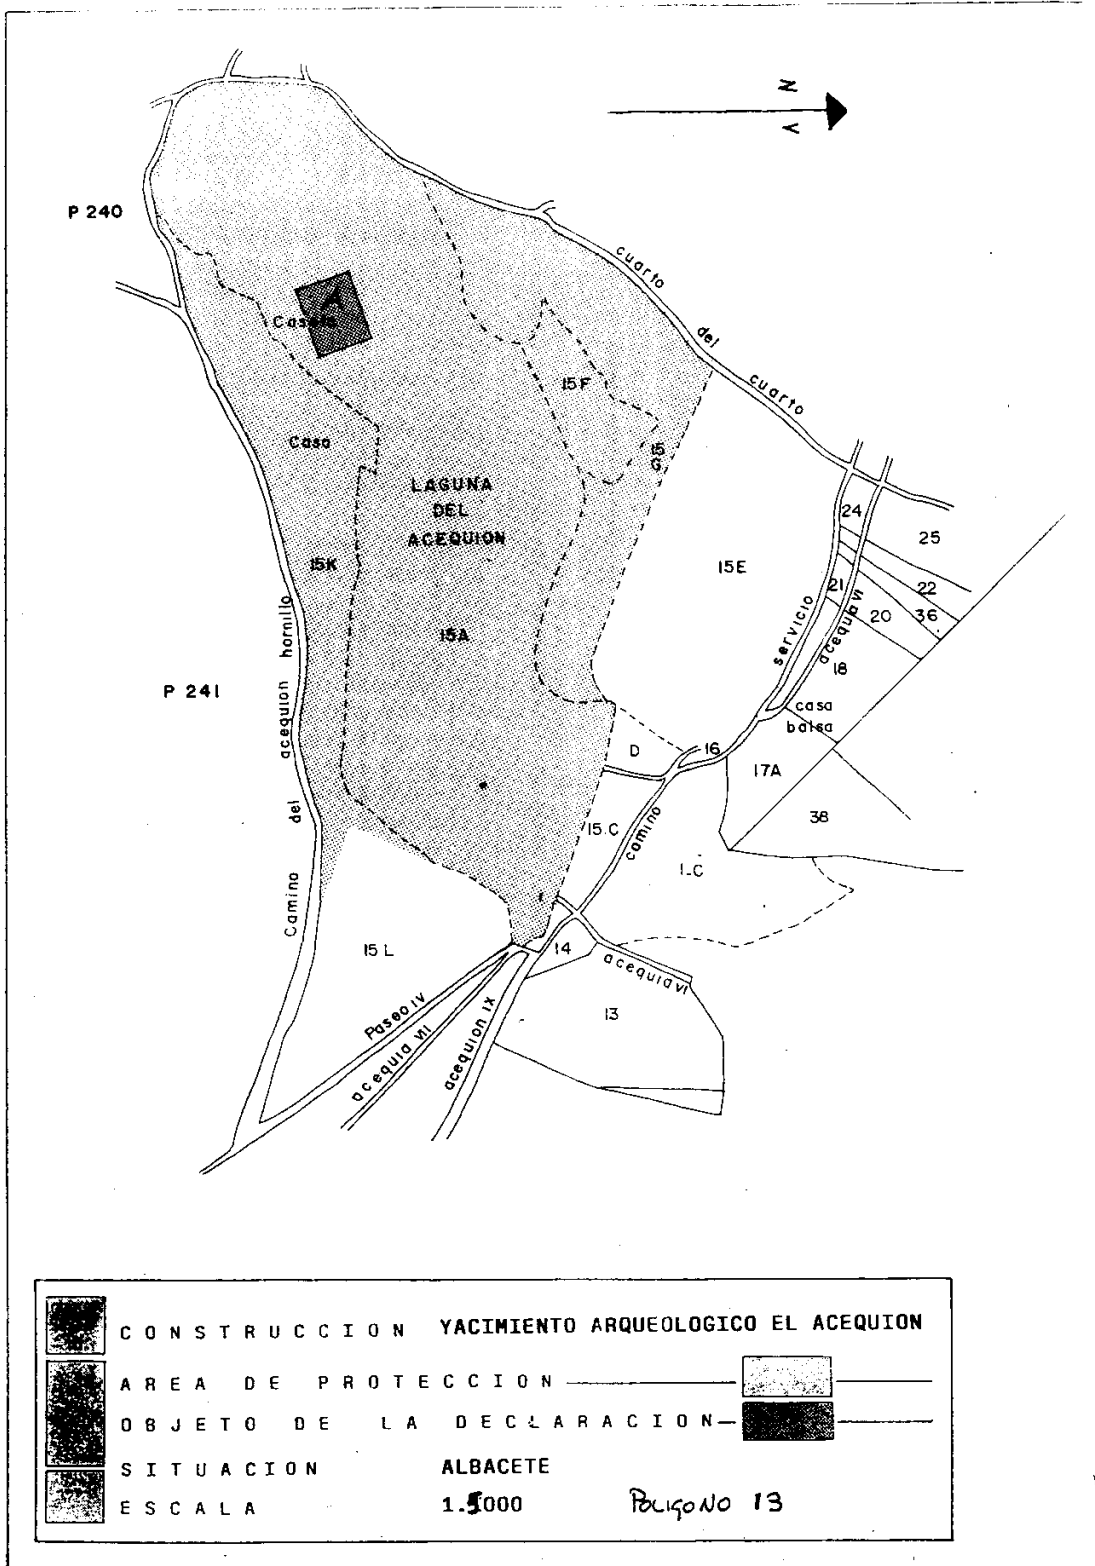 N
A
P 240
cuarto
del
cuarto
Caseta
A
15F
Casa
15
G
LAGUNA
DEL
ACEQUION
24
25
15K
15E
21
22
36
20
15A
servicio
acequia VI
18
P 241
casa
balsa
D
16
17A
38
Camino del acequion hornillo
15.C
camino
1-C
15 L
14
acequia VI
13
Paseo IV
acequia VII
acequion IX
CONSTRUCCION YACIMIENTO ARQUEOLOGICO EL ACEQUION
AREA DE PROTECCION
OBJETO DE LA DECLARACION
SITUACION ALBACETE
ESCALA 1.5000 POLIGONO 13